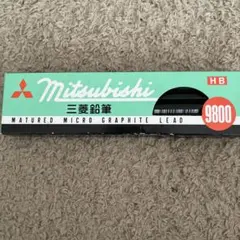 HB
Mitsubishi
三菱鉛筆
9800
MATURED MICRO GRAPHITE LEAD